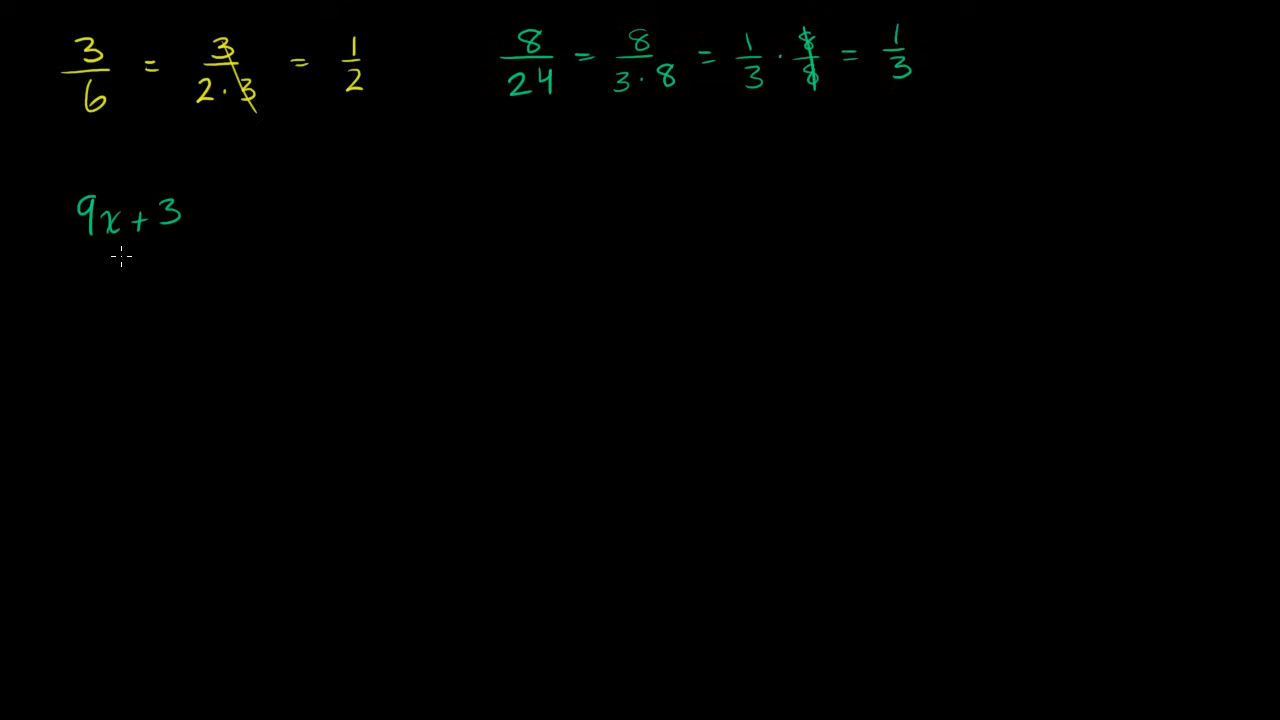 3/6 = 3/(2 · 3) = 1/2
8/24 = 8/(3 · 8) = 1/3 · 8/8 = 1/3
9x + 3